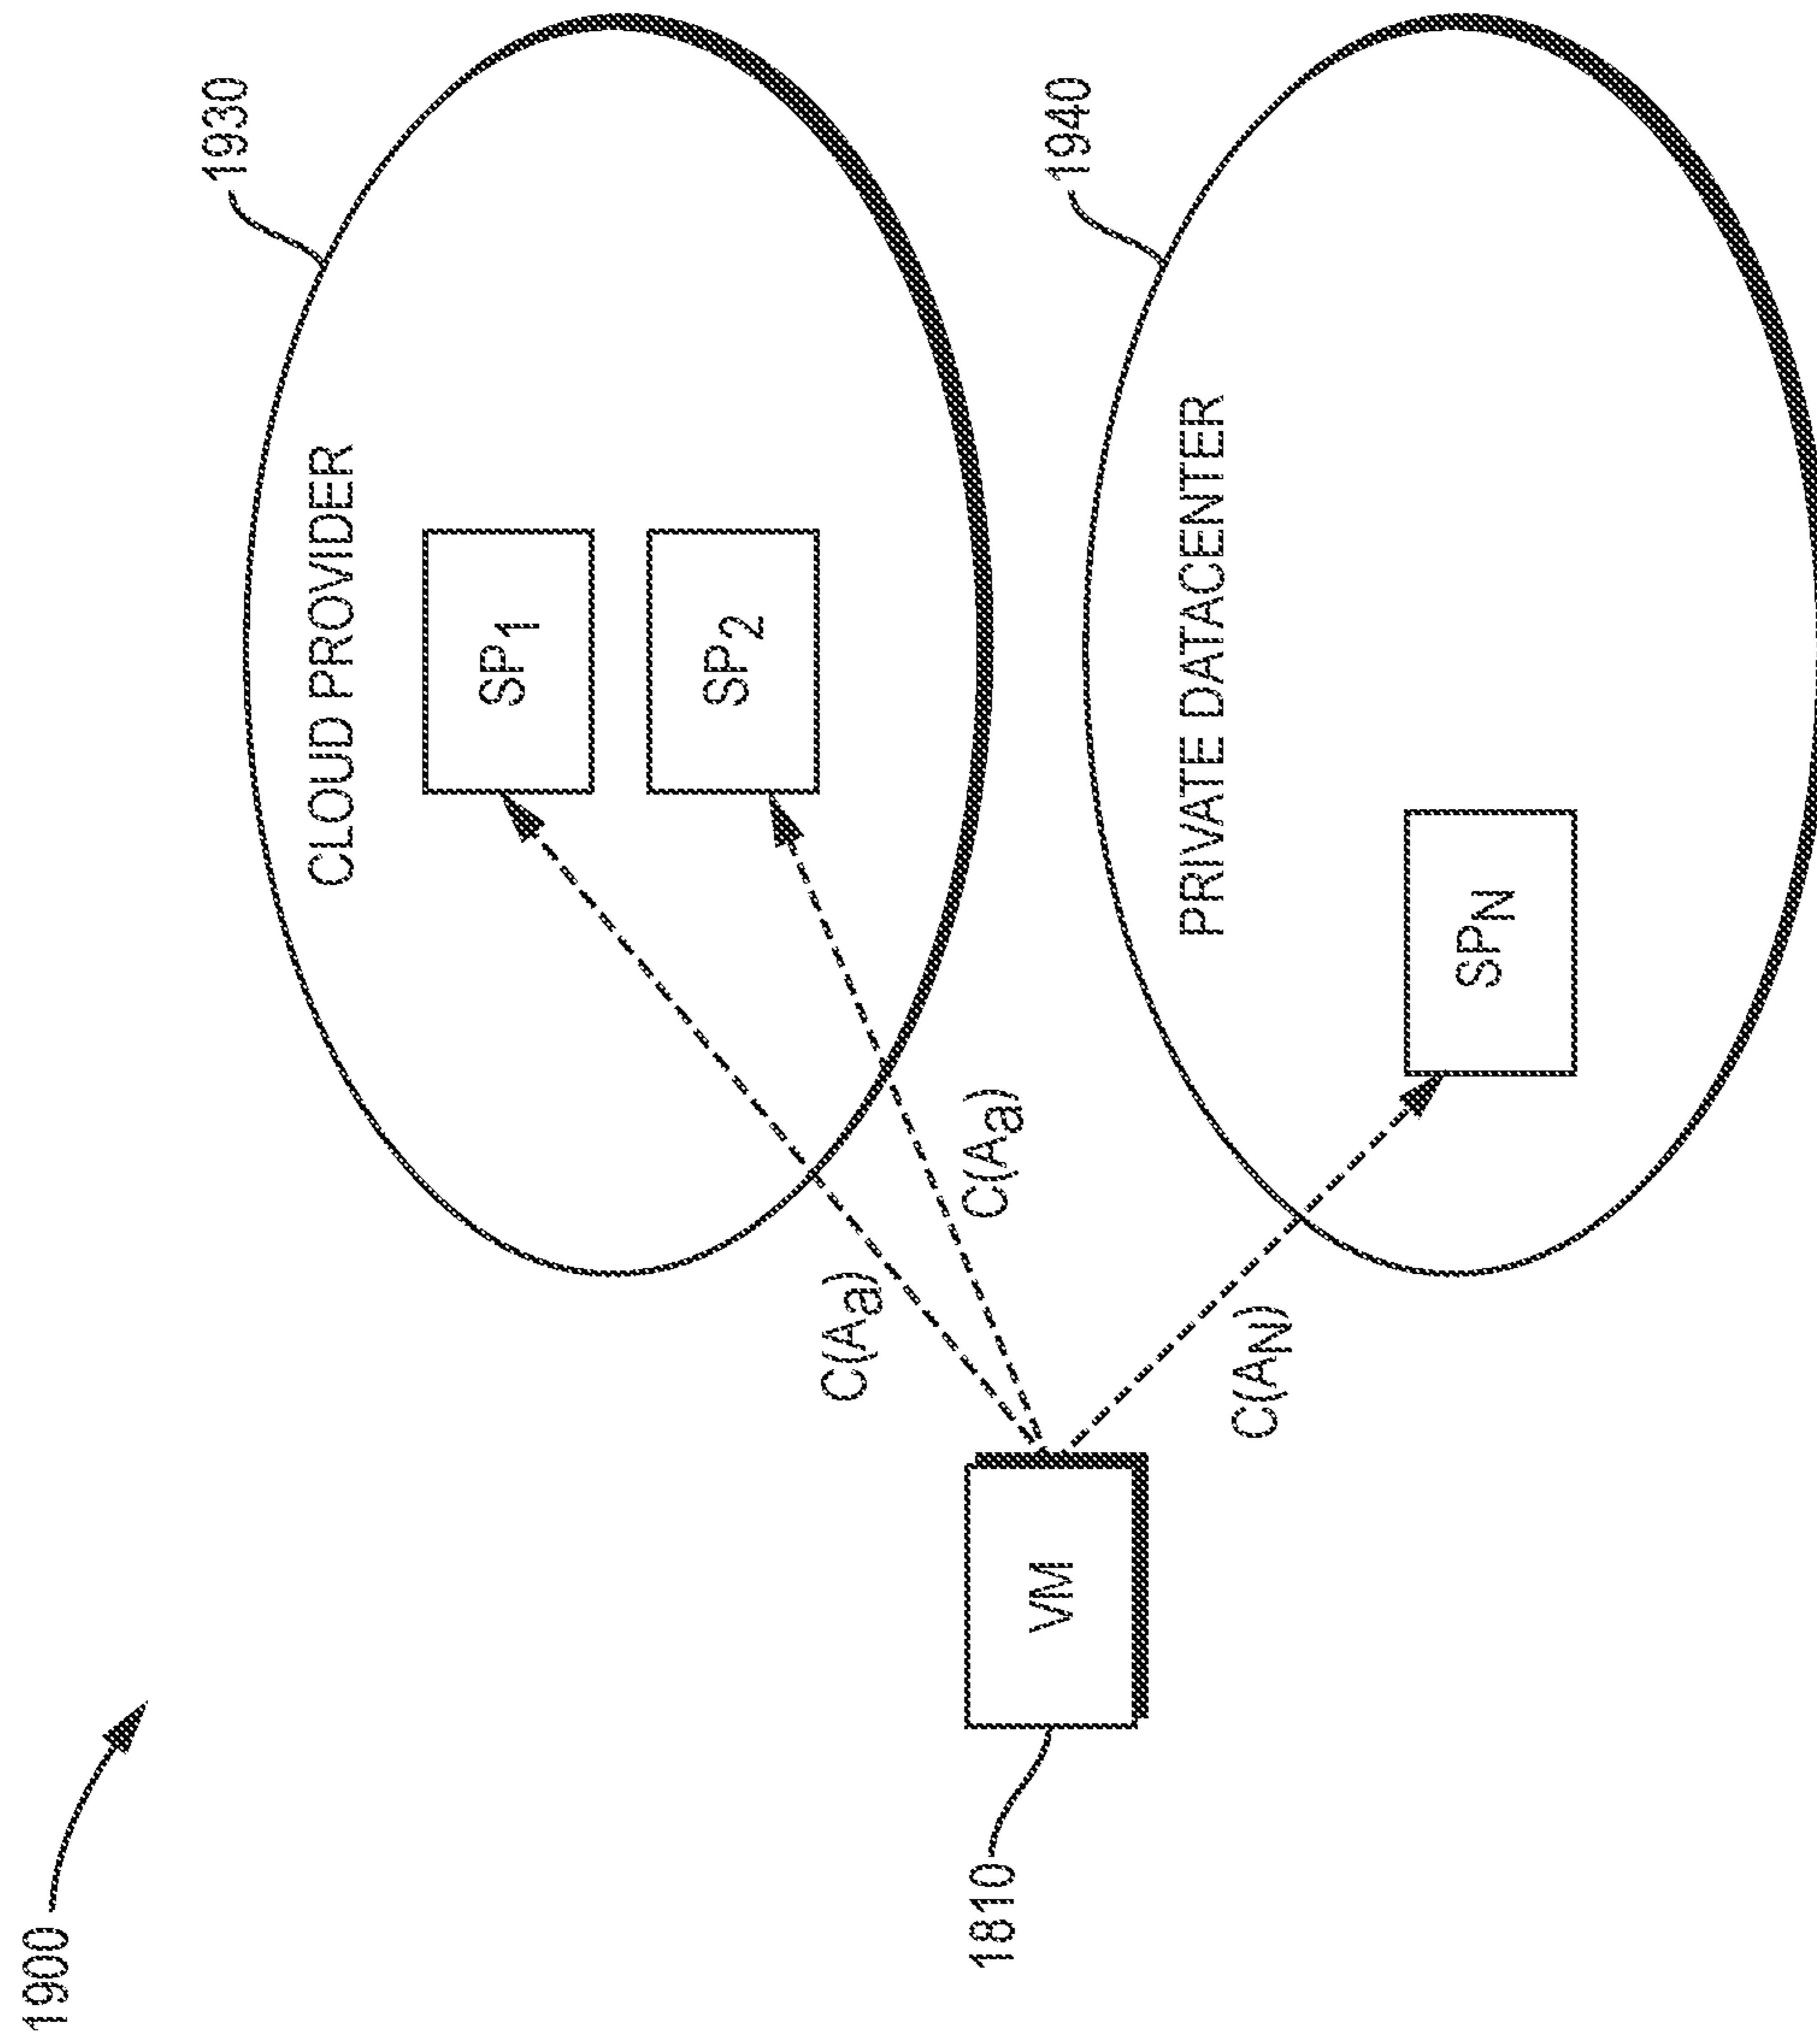 1900
1930
CLOUD PROVIDER
SP1
SP2
C(Aa)
C(Aa)
VM
1810
C(AN)
1940
PRIVATE DATACENTER
SPN